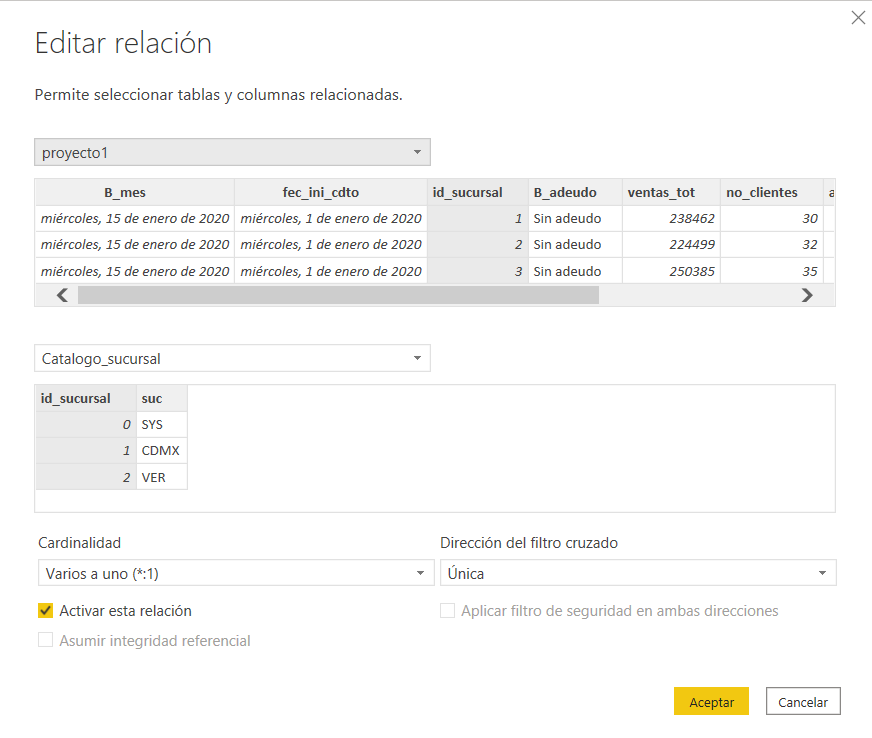 Editar relación
Permite seleccionar tablas y columnas relacionadas.
proyecto1
B_mes fec_ini_cdto id_sucursal B_adeudo ventas_tot no_clientes a
miércoles, 15 de enero de 2020 miércoles, 1 de enero de 2020 1 Sin adeudo 238462 30
miércoles, 15 de enero de 2020 miércoles, 1 de enero de 2020 2 Sin adeudo 224499 32
miércoles, 15 de enero de 2020 miércoles, 1 de enero de 2020 3 Sin adeudo 250385 35
Catalogo_sucursal
id_sucursal suc
0 SYS
1 CDMX
2 VER
Cardinalidad Dirección del filtro cruzado
Varios a uno (*:1) Única
Activar esta relación Aplicar filtro de seguridad en ambas direcciones
Asumir integridad referencial
Aceptar Cancelar